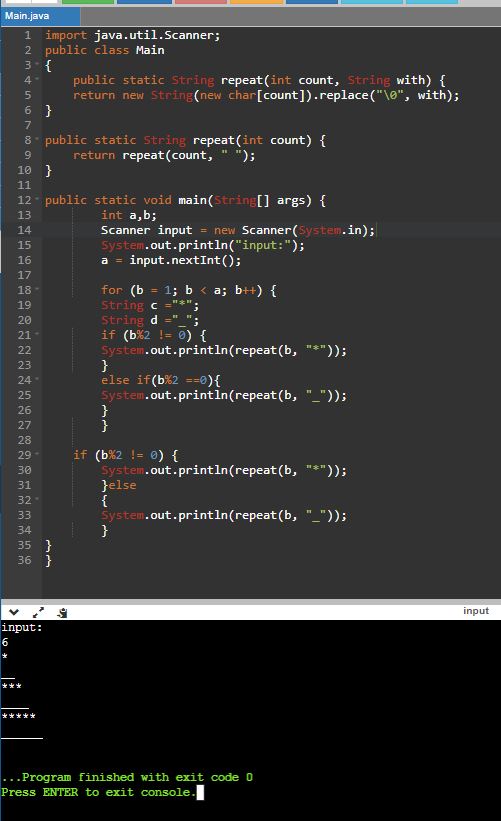 Main.java
1 import java.util.Scanner;
2 public class Main
3 {
4 public static String repeat(int count, String with) {
5 return new String(new char[count]).replace("\0", with);
6 }
7
8 public static String repeat(int count) {
9 return repeat(count, " ");
10 }
11
12 public static void main(String[] args) {
13 int a,b;
14 Scanner input = new Scanner(System.in);
15 System.out.println("input:");
16 a = input.nextInt();
17
18 for (b = 1; b < a; b++) {
19 String c ="*";
20 String d ="_";
21 if (b%2 != 0) {
22 System.out.println(repeat(b, "*"));
23 }
24 else if(b%2 ==0){
25 System.out.println(repeat(b, "_"));
26 }
27 }
28
29 if (b%2 != 0) {
30 System.out.println(repeat(b, "*"));
31 }else
32 {
33 System.out.println(repeat(b, "_"));
34 }
35 }
36 }
input
input:
6
*
__
***
____
*****
______
...Program finished with exit code 0
Press ENTER to exit console.